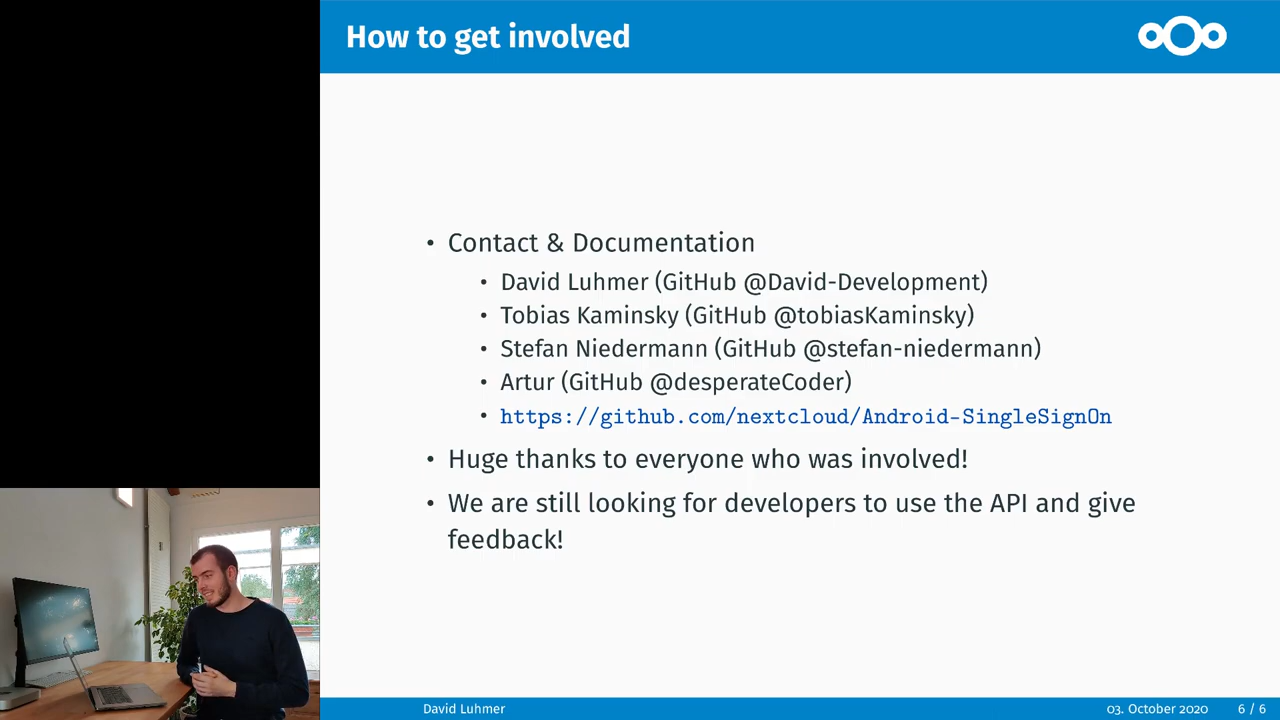 How to get involved
• Contact & Documentation
• David Luhmer (GitHub @David-Development)
• Tobias Kaminsky (GitHub @tobiasKaminsky)
• Stefan Niedermann (GitHub @stefan-niedermann)
• Artur (GitHub @desperateCoder)
• https://github.com/nextcloud/Android-SingleSignOn
• Huge thanks to everyone who was involved!
• We are still looking for developers to use the API and give
feedback!
David Luhmer
03. October 2020
6 / 6